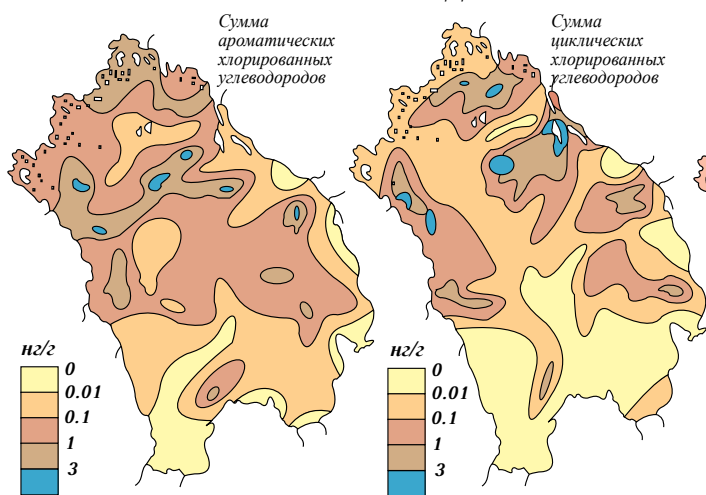 Сумма
ароматических
хлорированных
углеводородов
Сумма
циклических
хлорированных
углеводородов
нг/г
0
0.01
0.1
1
3
нг/г
0
0.01
0.1
1
3